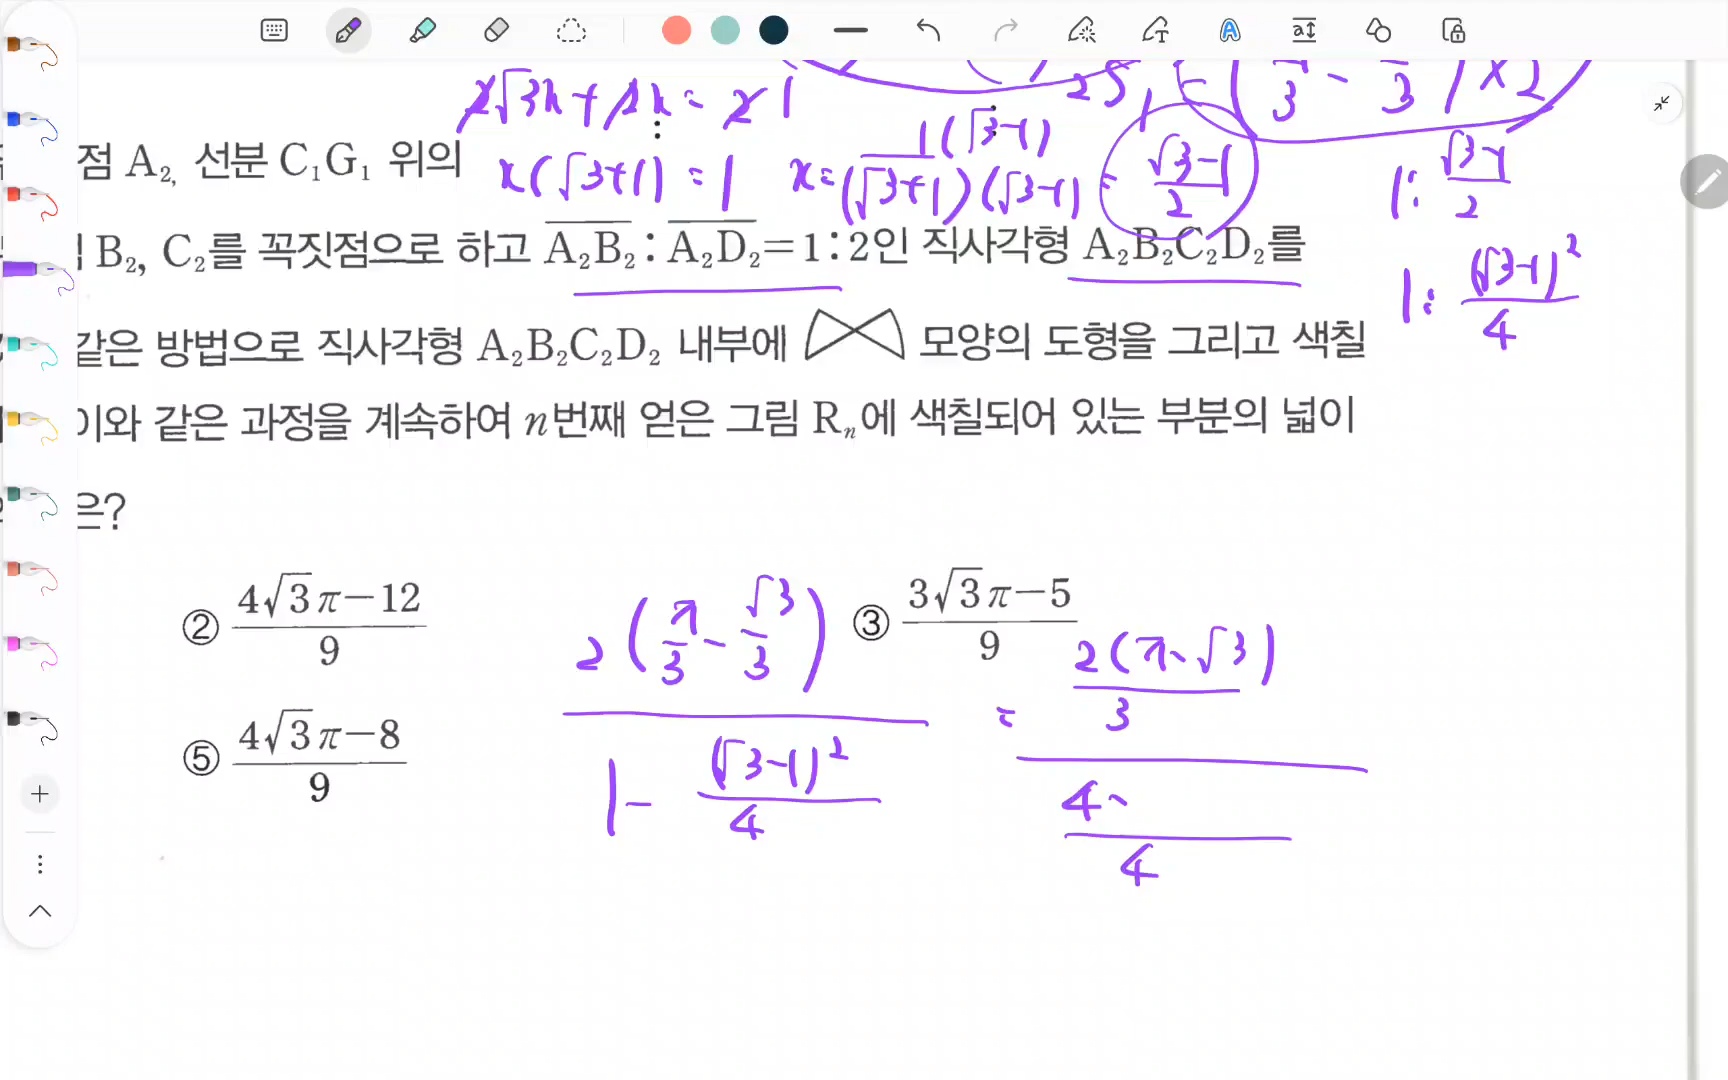 2√3x+2x=2 1
점 A₂, 선분 C₁G₁ 위의
x(√3+1)=1 x=1(√3-1)/(√3+1)(√3-1)=(√3-1)/2
1:(√3-1)/2
B₂, C₂를 꼭짓점으로 하고 A₂B₂:A₂D₂=1:2인 직사각형 A₂B₂C₂D₂를
1:(√3-1)²/4
같은 방법으로 직사각형 A₂B₂C₂D₂ 내부에 모양의 도형을 그리고 색칠
이와 같은 과정을 계속하여 n번째 얻은 그림 Rₙ에 색칠되어 있는 부분의 넓이
은?
② (4√3π-12)/9
③ (3√3π-5)/9
⑤ (4√3π-8)/9
2(π/3-√3/3)/(1-(√3-1)²/4) = (2(π-√3)/3)/((4-)/4)